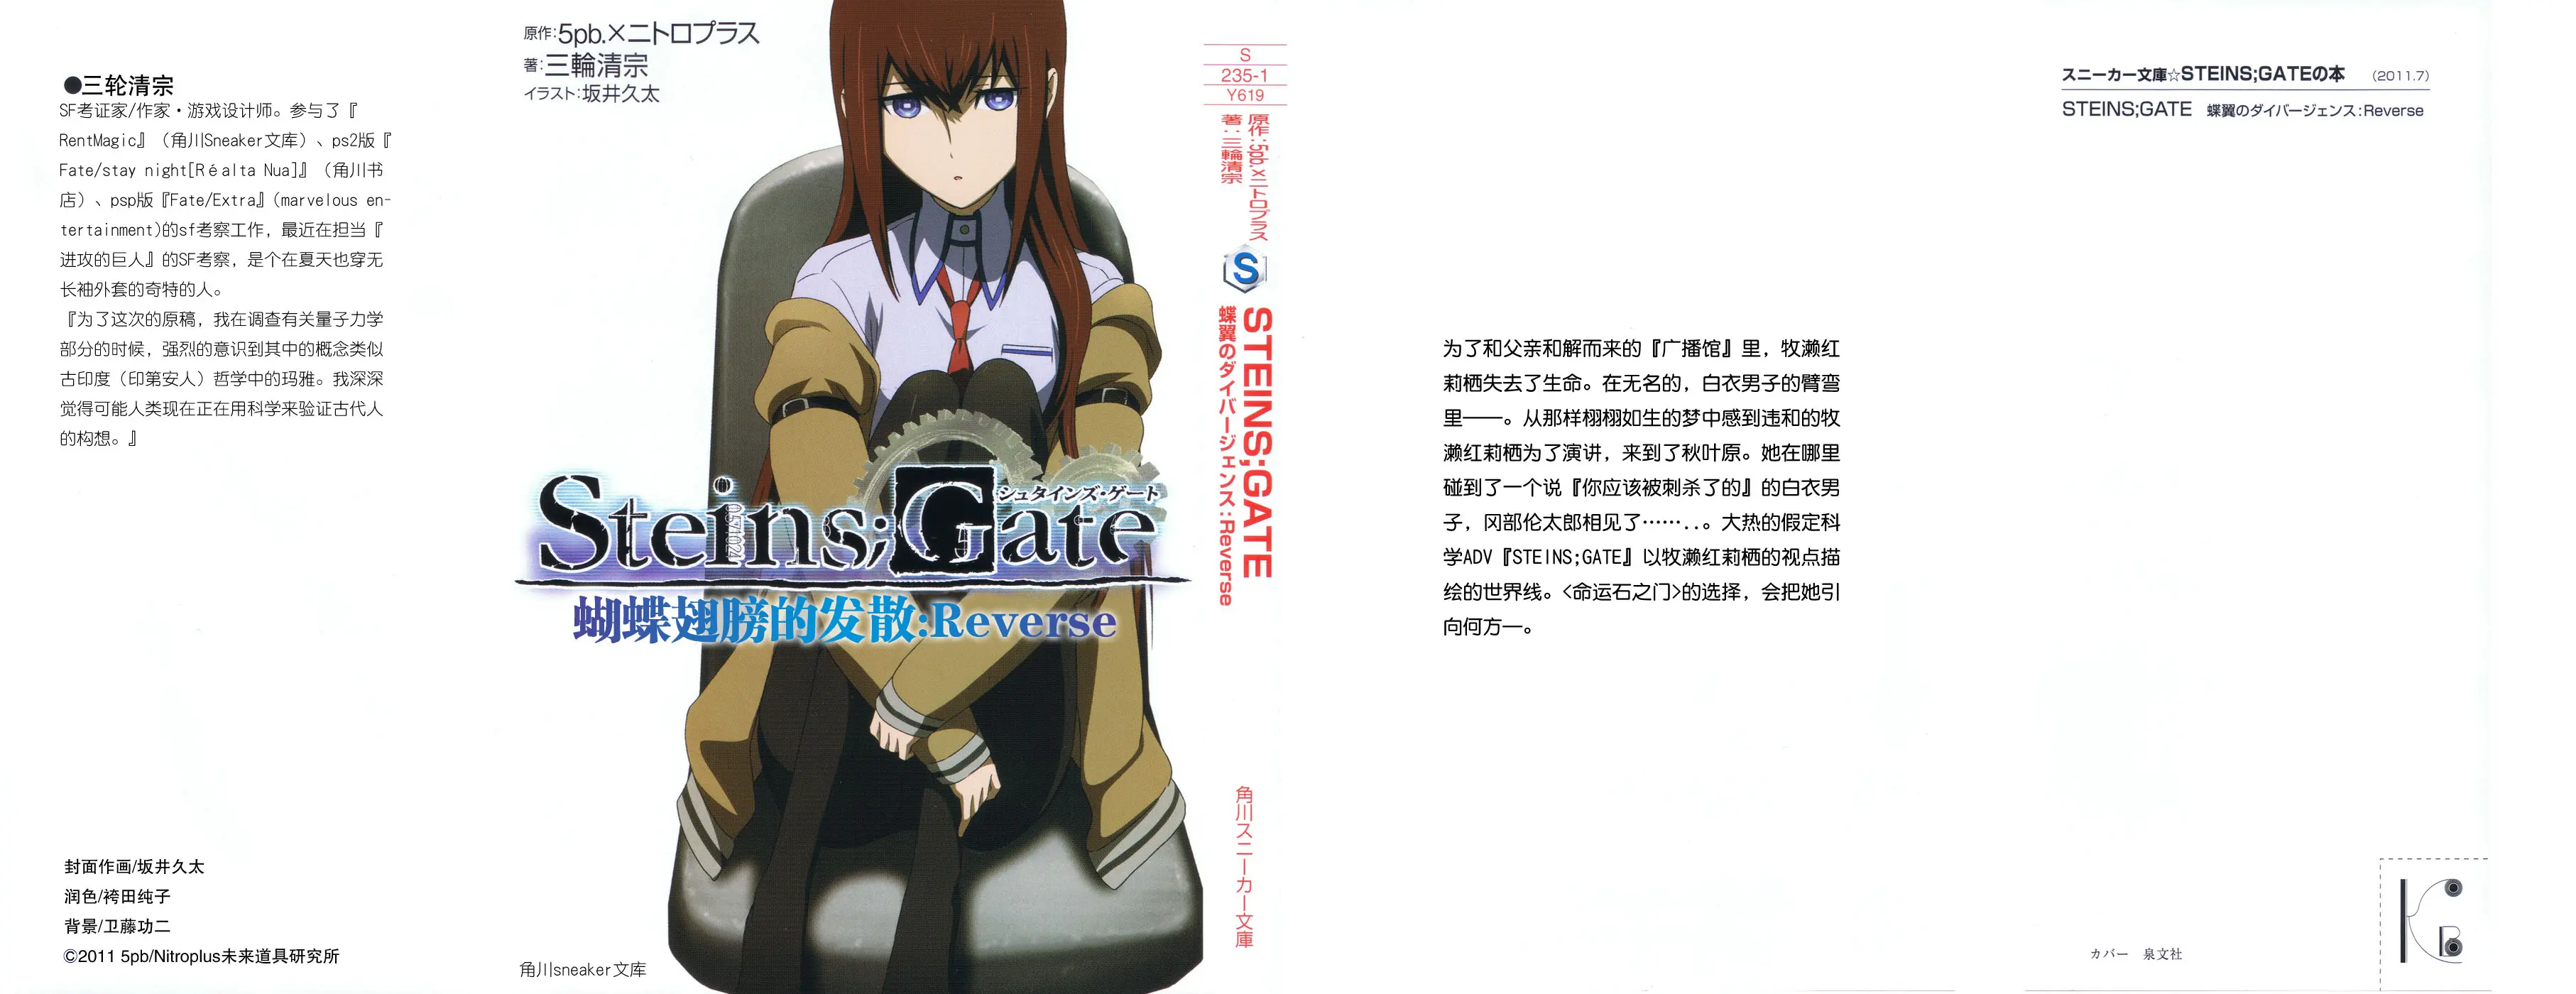 ●三轮清宗
SF考证家/作家・游戏设计师。参与了『
RentMagic』（角川Sneaker文库）、ps2版『
Fate/stay night[Réalta Nua]』（角川书
店）、psp版『Fate/Extra』（marvelous en-
tertainment)的sf考察工作，最近在担当『
进攻的巨人』的SF考察，是个在夏天也穿无
长袖外套的奇特的人。
『为了这次的原稿，我在调查有关量子力学
部分的时候，强烈的意识到其中的概念类似
古印度（印第安人）哲学中的玛雅。我深深
觉得可能人类现在正在用科学来验证古代人
的构想。』
封面作画/坂井久太
润色/袴田纯子
背景/卫藤功二
©2011 5pb/Nitroplus未来道具研究所
原作:5pb.×ニトロプラス
著:三輪清宗
イラスト:坂井久太
シュタインズ・ゲート
Steins;Gate
蝴蝶翅膀的发散:Reverse
角川sneaker文库
S
235-1
Y619
原作:5pb.×ニトロプラス
著:三輪清宗
S
STEINS;GATE
蝶翼のダイバージェンス:Reverse
角川スニーカー文庫
为了和父亲和解而来的『广播馆』里，牧濑红
莉栖失去了生命。在无名的，白衣男子的臂弯
里——。从那样栩栩如生的梦中感到违和的牧
濑红莉栖为了演讲，来到了秋叶原。她在哪里
碰到了一个说『你应该被刺杀了的』的白衣男
子，冈部伦太郎相见了……..。大热的假定科
学ADV『STEINS;GATE』以牧濑红莉栖的视点描
绘的世界线。<命运石之门>的选择，会把她引
向何方—。
スニーカー文庫☆STEINS;GATEの本 （2011.7）
STEINS;GATE 蝶翼のダイバージェンス:Reverse
カバー 泉文社